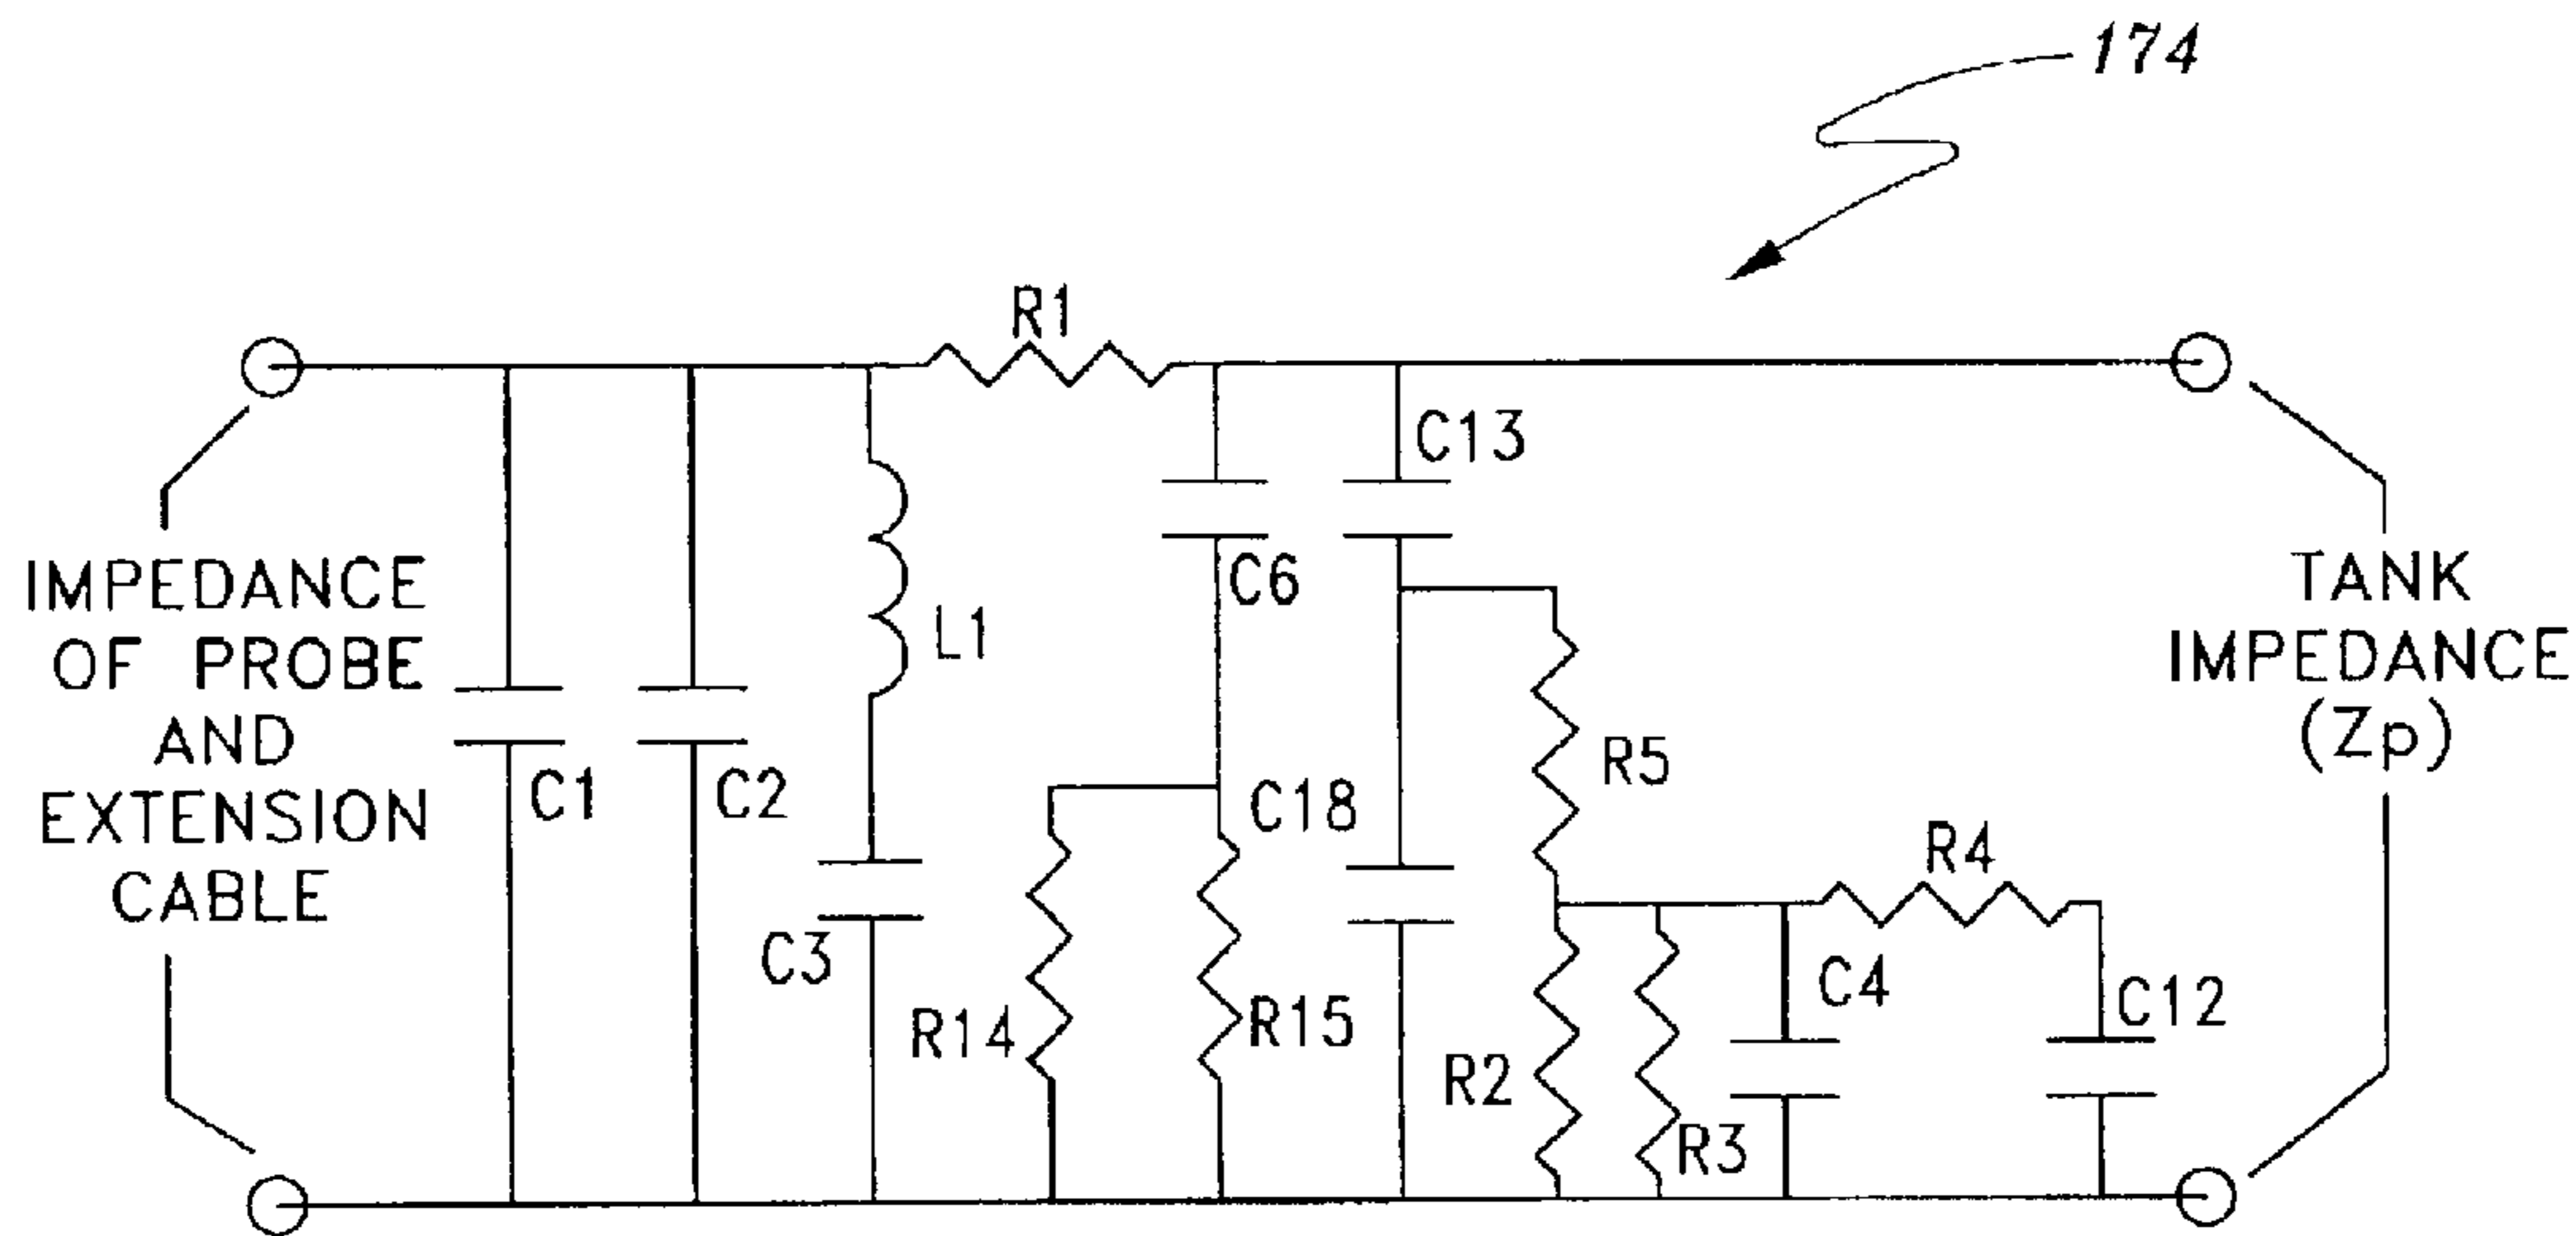 174
R1
C13
C6
L1
IMPEDANCE
OF PROBE
AND
EXTENSION
CABLE
C1
C2
C3
R14
R15
C18
R5
R4
R2
R3
C4
C12
TANK
IMPEDANCE
(Zp)